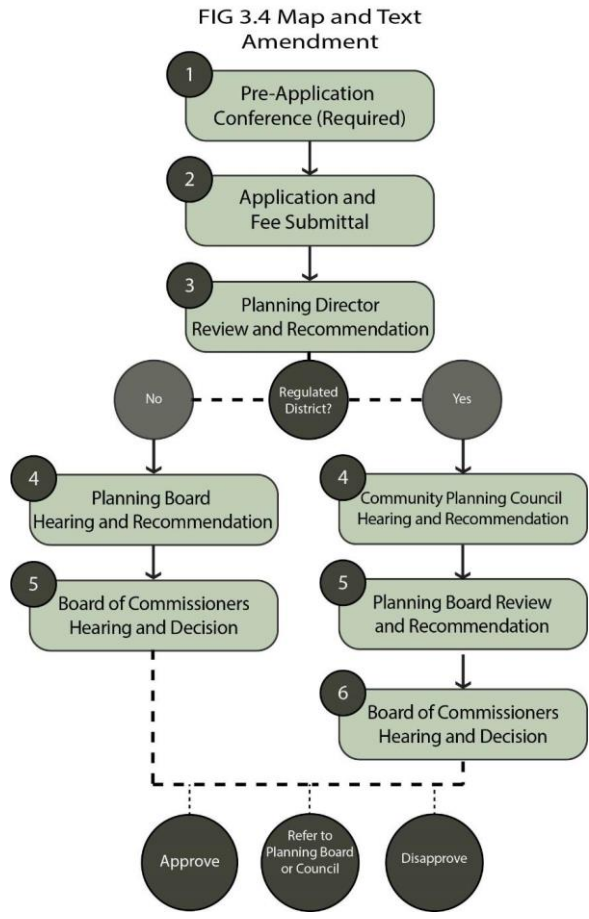 FIG 3.4 Map and Text
Amendment
1
Pre-Application
Conference (Required)
2
Application and
Fee Submittal
3
Planning Director
Review and Recommendation
No
Regulated
District?
Yes
4
Planning Board
Hearing and Recommendation
5
Board of Commissioners
Hearing and Decision
4
Community Planning Council
Hearing and Recommendation
5
Planning Board Review
and Recommendation
6
Board of Commissioners
Hearing and Decision
Approve
Refer to
Planning Board
or Council
Disapprove